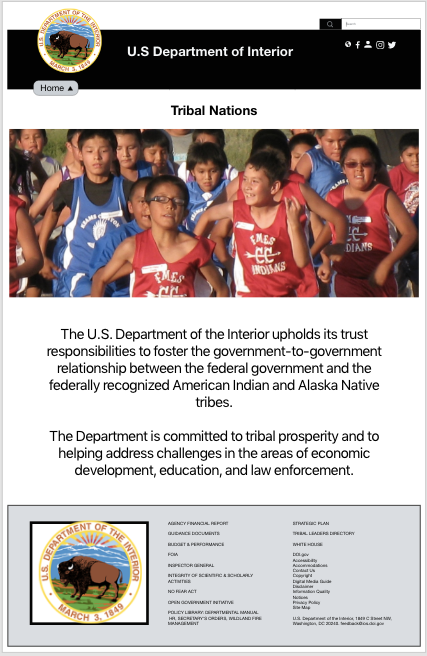 U.S. DEPARTMENT OF THE INTERIOR
MARCH 3, 1849
Search
U.S Department of Interior
Home ▲
Tribal Nations
FMES
INDIANS
FMES
INDIANS
The U.S. Department of the Interior upholds its trust
responsibilities to foster the government-to-government
relationship between the federal government and the
federally recognized American Indian and Alaska Native
tribes.
The Department is committed to tribal prosperity and to
helping address challenges in the areas of economic
development, education, and law enforcement.
U.S. DEPARTMENT OF THE INTERIOR
MARCH 3, 1849
AGENCY FINANCIAL REPORT
GUIDANCE DOCUMENTS
BUDGET & PERFORMANCE
FOIA
INSPECTOR GENERAL
INTEGRITY OF SCIENTIFIC & SCHOLARLY
ACTIVITIES
NO FEAR ACT
OPEN GOVERNMENT INITIATIVE
POLICY LIBRARY: DEPARTMENTAL MANUAL
HR, SECRETARY'S ORDERS, WILDLAND FIRE
MANAGEMENT
STRATEGIC PLAN
TRIBAL LEADERS DIRECTORY
WHITE HOUSE
DOI.gov
Accessibility
Accommodations
Contact Us
Copyright
Digital Media Guide
Disclaimer
Information Quality
Notices
Privacy Policy
Site Map
U.S. Department of the Interior, 1849 C Street NW,
Washington, DC 20240. feedback@ios.doi.gov